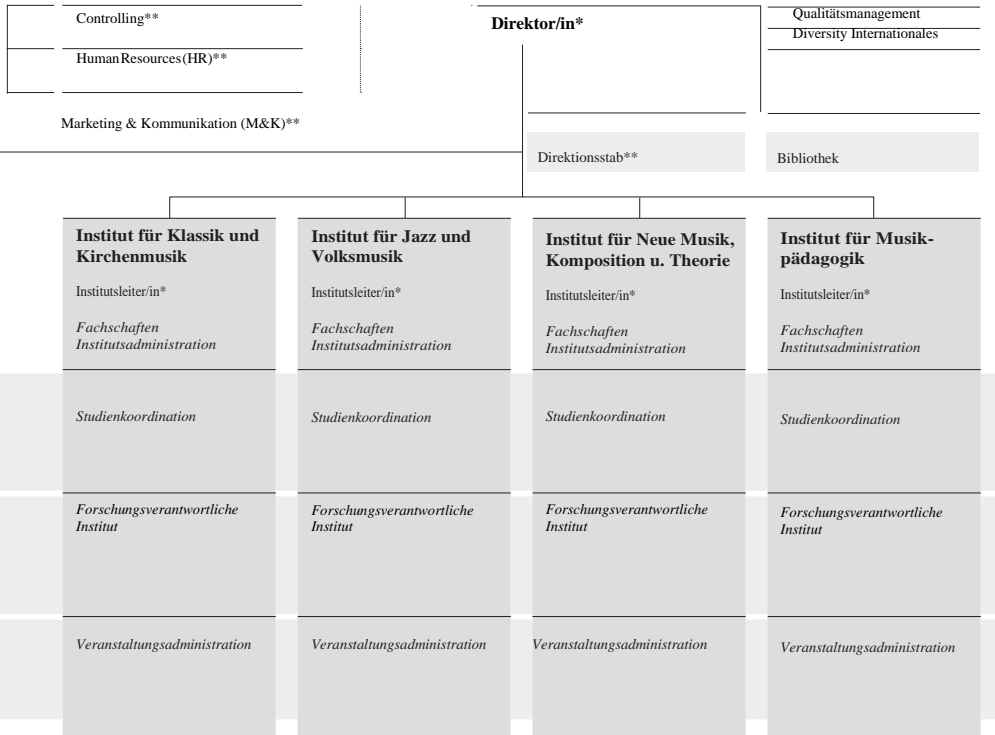 Controlling**
Direktor/in*
Qualitätsmanagement
Diversity Internationales
Human Resources (HR)**
Marketing & Kommunikation (M&K)**
Direktionsstab**
Bibliothek
Institut für Klassik und
Kirchenmusik
Institutsleiter/in*
Fachschaften
Institutsadministration
Studienkoordination
Forschungsverantwortliche
Institut
Veranstaltungsadministration
Institut für Jazz und
Volksmusik
Institutsleiter/in*
Fachschaften
Institutsadministration
Studienkoordination
Forschungsverantwortliche
Institut
Veranstaltungsadministration
Institut für Neue Musik,
Komposition u. Theorie
Institutsleiter/in*
Fachschaften
Institutsadministration
Studienkoordination
Forschungsverantwortliche
Institut
Veranstaltungsadministration
Institut für Musik-
pädagogik
Institutsleiter/in*
Fachschaften
Institutsadministration
Studienkoordination
Forschungsverantwortliche
Institut
Veranstaltungsadministration